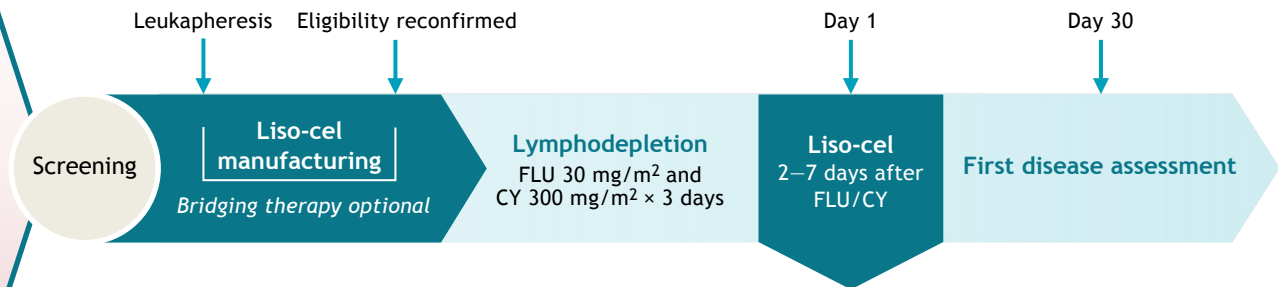 Leukapheresis
Eligibility reconfirmed
Day 1
Day 30
Screening
Liso-cel
manufacturing
Bridging therapy optional
Lymphodepletion
FLU 30 mg/m² and
CY 300 mg/m² × 3 days
Liso-cel
2–7 days after
FLU/CY
First disease assessment